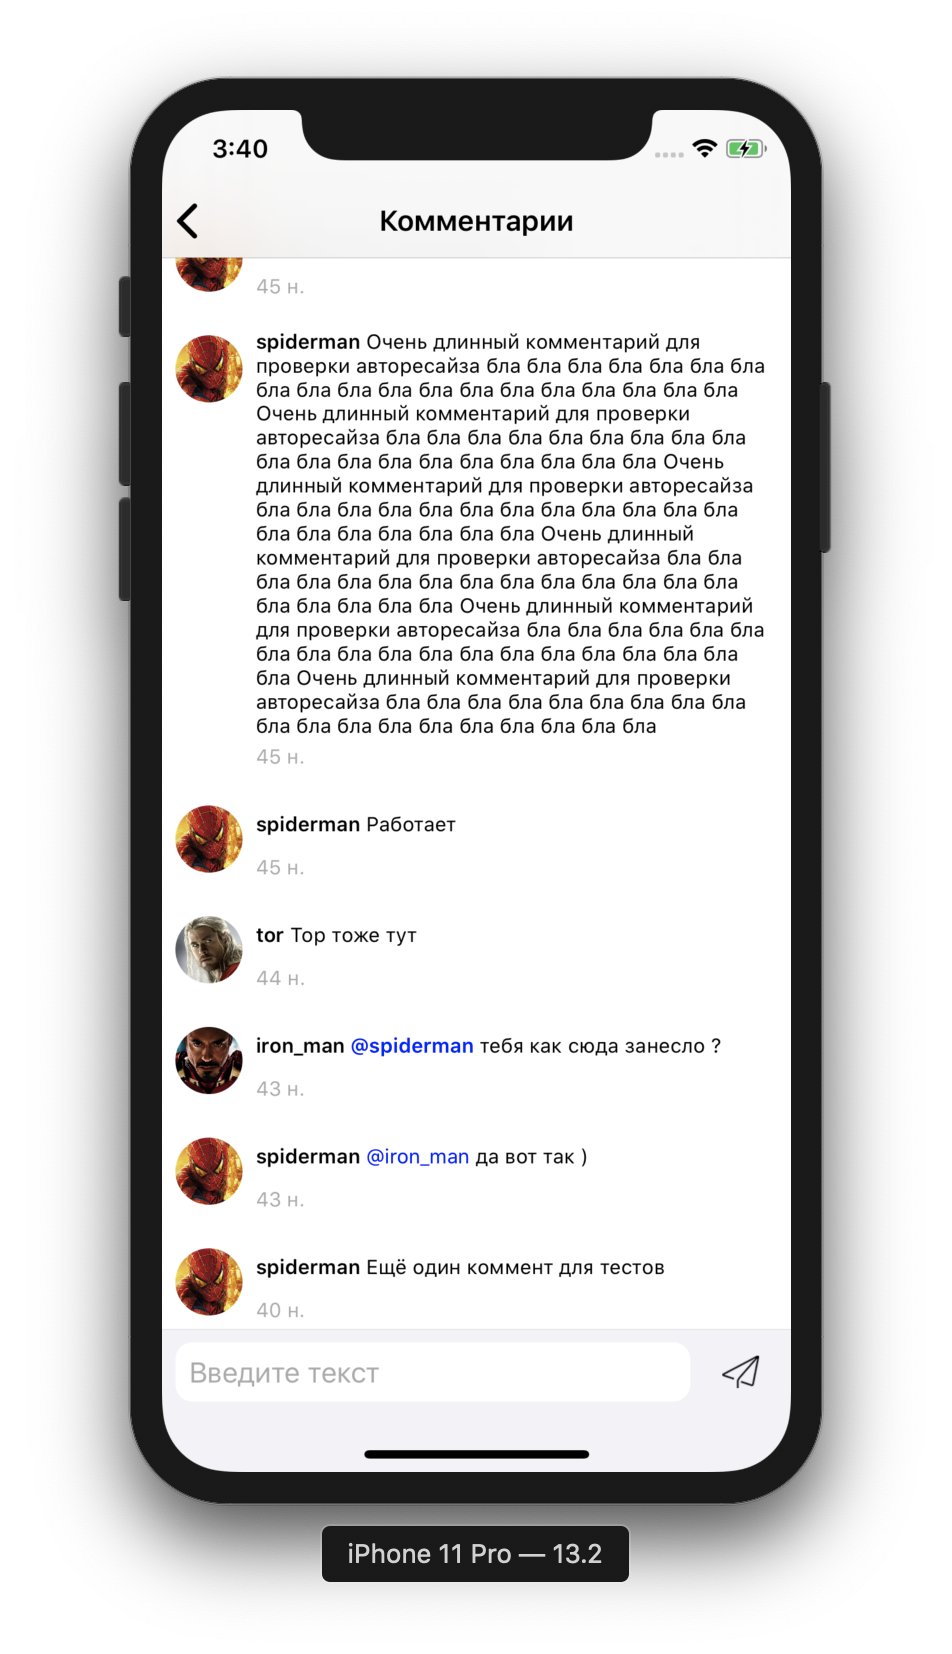 3:40
Комментарии
45 н.
spiderman Очень длинный комментарий для
проверки авторесайза бла бла бла бла бла бла бла
бла бла бла бла бла бла бла бла бла бла бла бла
Очень длинный комментарий для проверки
авторесайза бла бла бла бла бла бла бла бла бла
бла бла бла бла бла бла бла бла бла бла Очень
длинный комментарий для проверки авторесайза
бла бла бла бла бла бла бла бла бла бла бла бла
бла бла бла бла бла бла бла Очень длинный
комментарий для проверки авторесайза бла бла
бла бла бла бла бла бла бла бла бла бла бла бла
бла бла бла бла бла Очень длинный комментарий
для проверки авторесайза бла бла бла бла бла бла
бла бла бла бла бла бла бла бла бла бла бла бла
бла Очень длинный комментарий для проверки
авторесайза бла бла бла бла бла бла бла бла бла
бла бла бла бла бла бла бла бла бла бла
45 н.
spiderman Работает
45 н.
tor Тор тоже тут
44 н.
iron_man @spiderman тебя как сюда занесло ?
43 н.
spiderman @iron_man да вот так )
43 н.
spiderman Ещё один коммент для тестов
40 н.
Введите текст
iPhone 11 Pro — 13.2